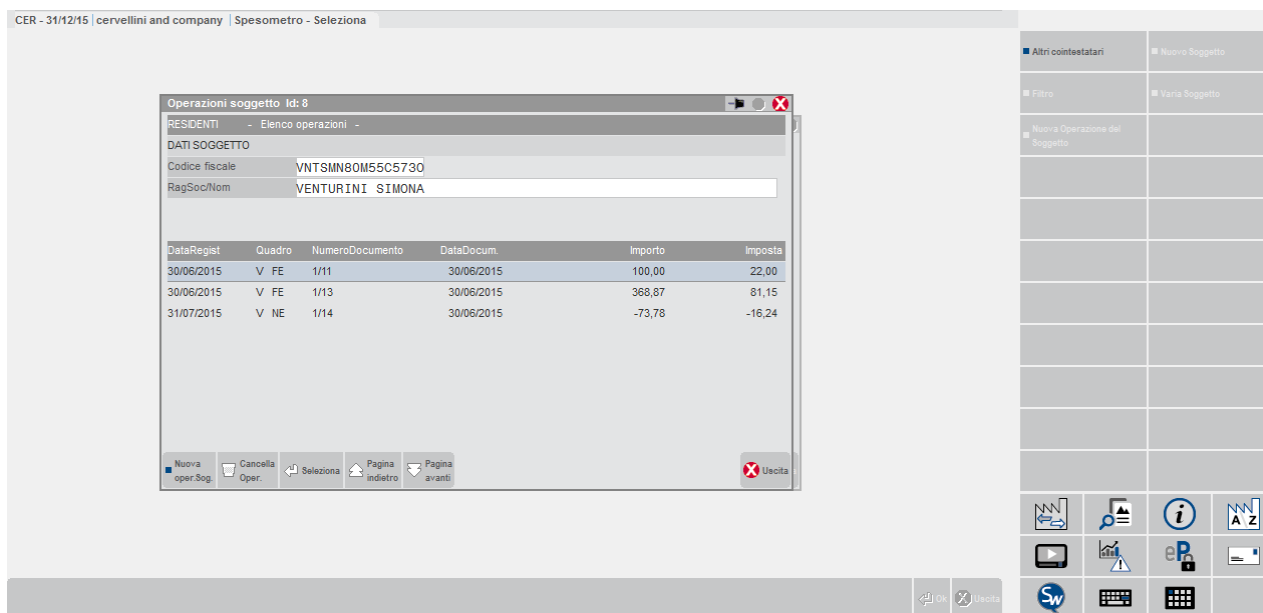 CER - 31/12/15 | cervellini and company | Spesometro - Seleziona
Altri cointestatari
Nuovo Soggetto
Filtro
Varia Soggetto
Nuova Operazione del
Soggetto
Operazioni soggetto Id: 8
RESIDENTI - Elenco operazioni -
DATI SOGGETTO
Codice fiscale VNTSMN80M55C573O
RagSoc/Nom VENTURINI SIMONA
DataRegist Quadro NumeroDocumento DataDocum. Importo Imposta
30/06/2015 V FE 1/11 30/06/2015 100,00 22,00
30/06/2015 V FE 1/13 30/06/2015 368,87 81,15
31/07/2015 V NE 1/14 30/06/2015 -73,78 -16,24
Nuova
oper.Sog.
Cancella
Oper.
Seleziona
Pagina
indietro
Pagina
avanti
Uscita
i
A Z
eP
Sw
Ok
Uscita